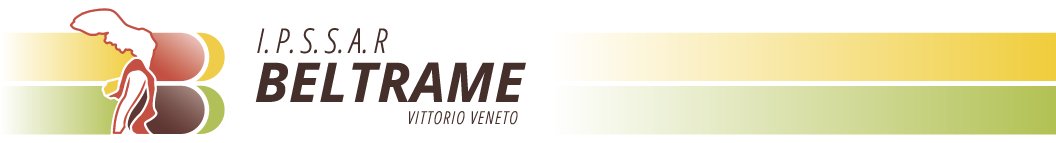 I. P. S. S. A. R
BELTRAME
VITTORIO VENETO